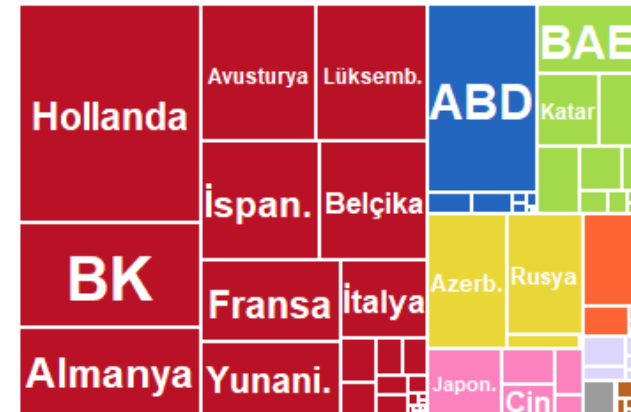 Hollanda
BK
Almanya
Avusturya
Lüksemb.
İspan.
Belçika
Fransa
İtalya
Yunani.
ABD
BAE
Katar
Azerb.
Rusya
Japon.
Çin